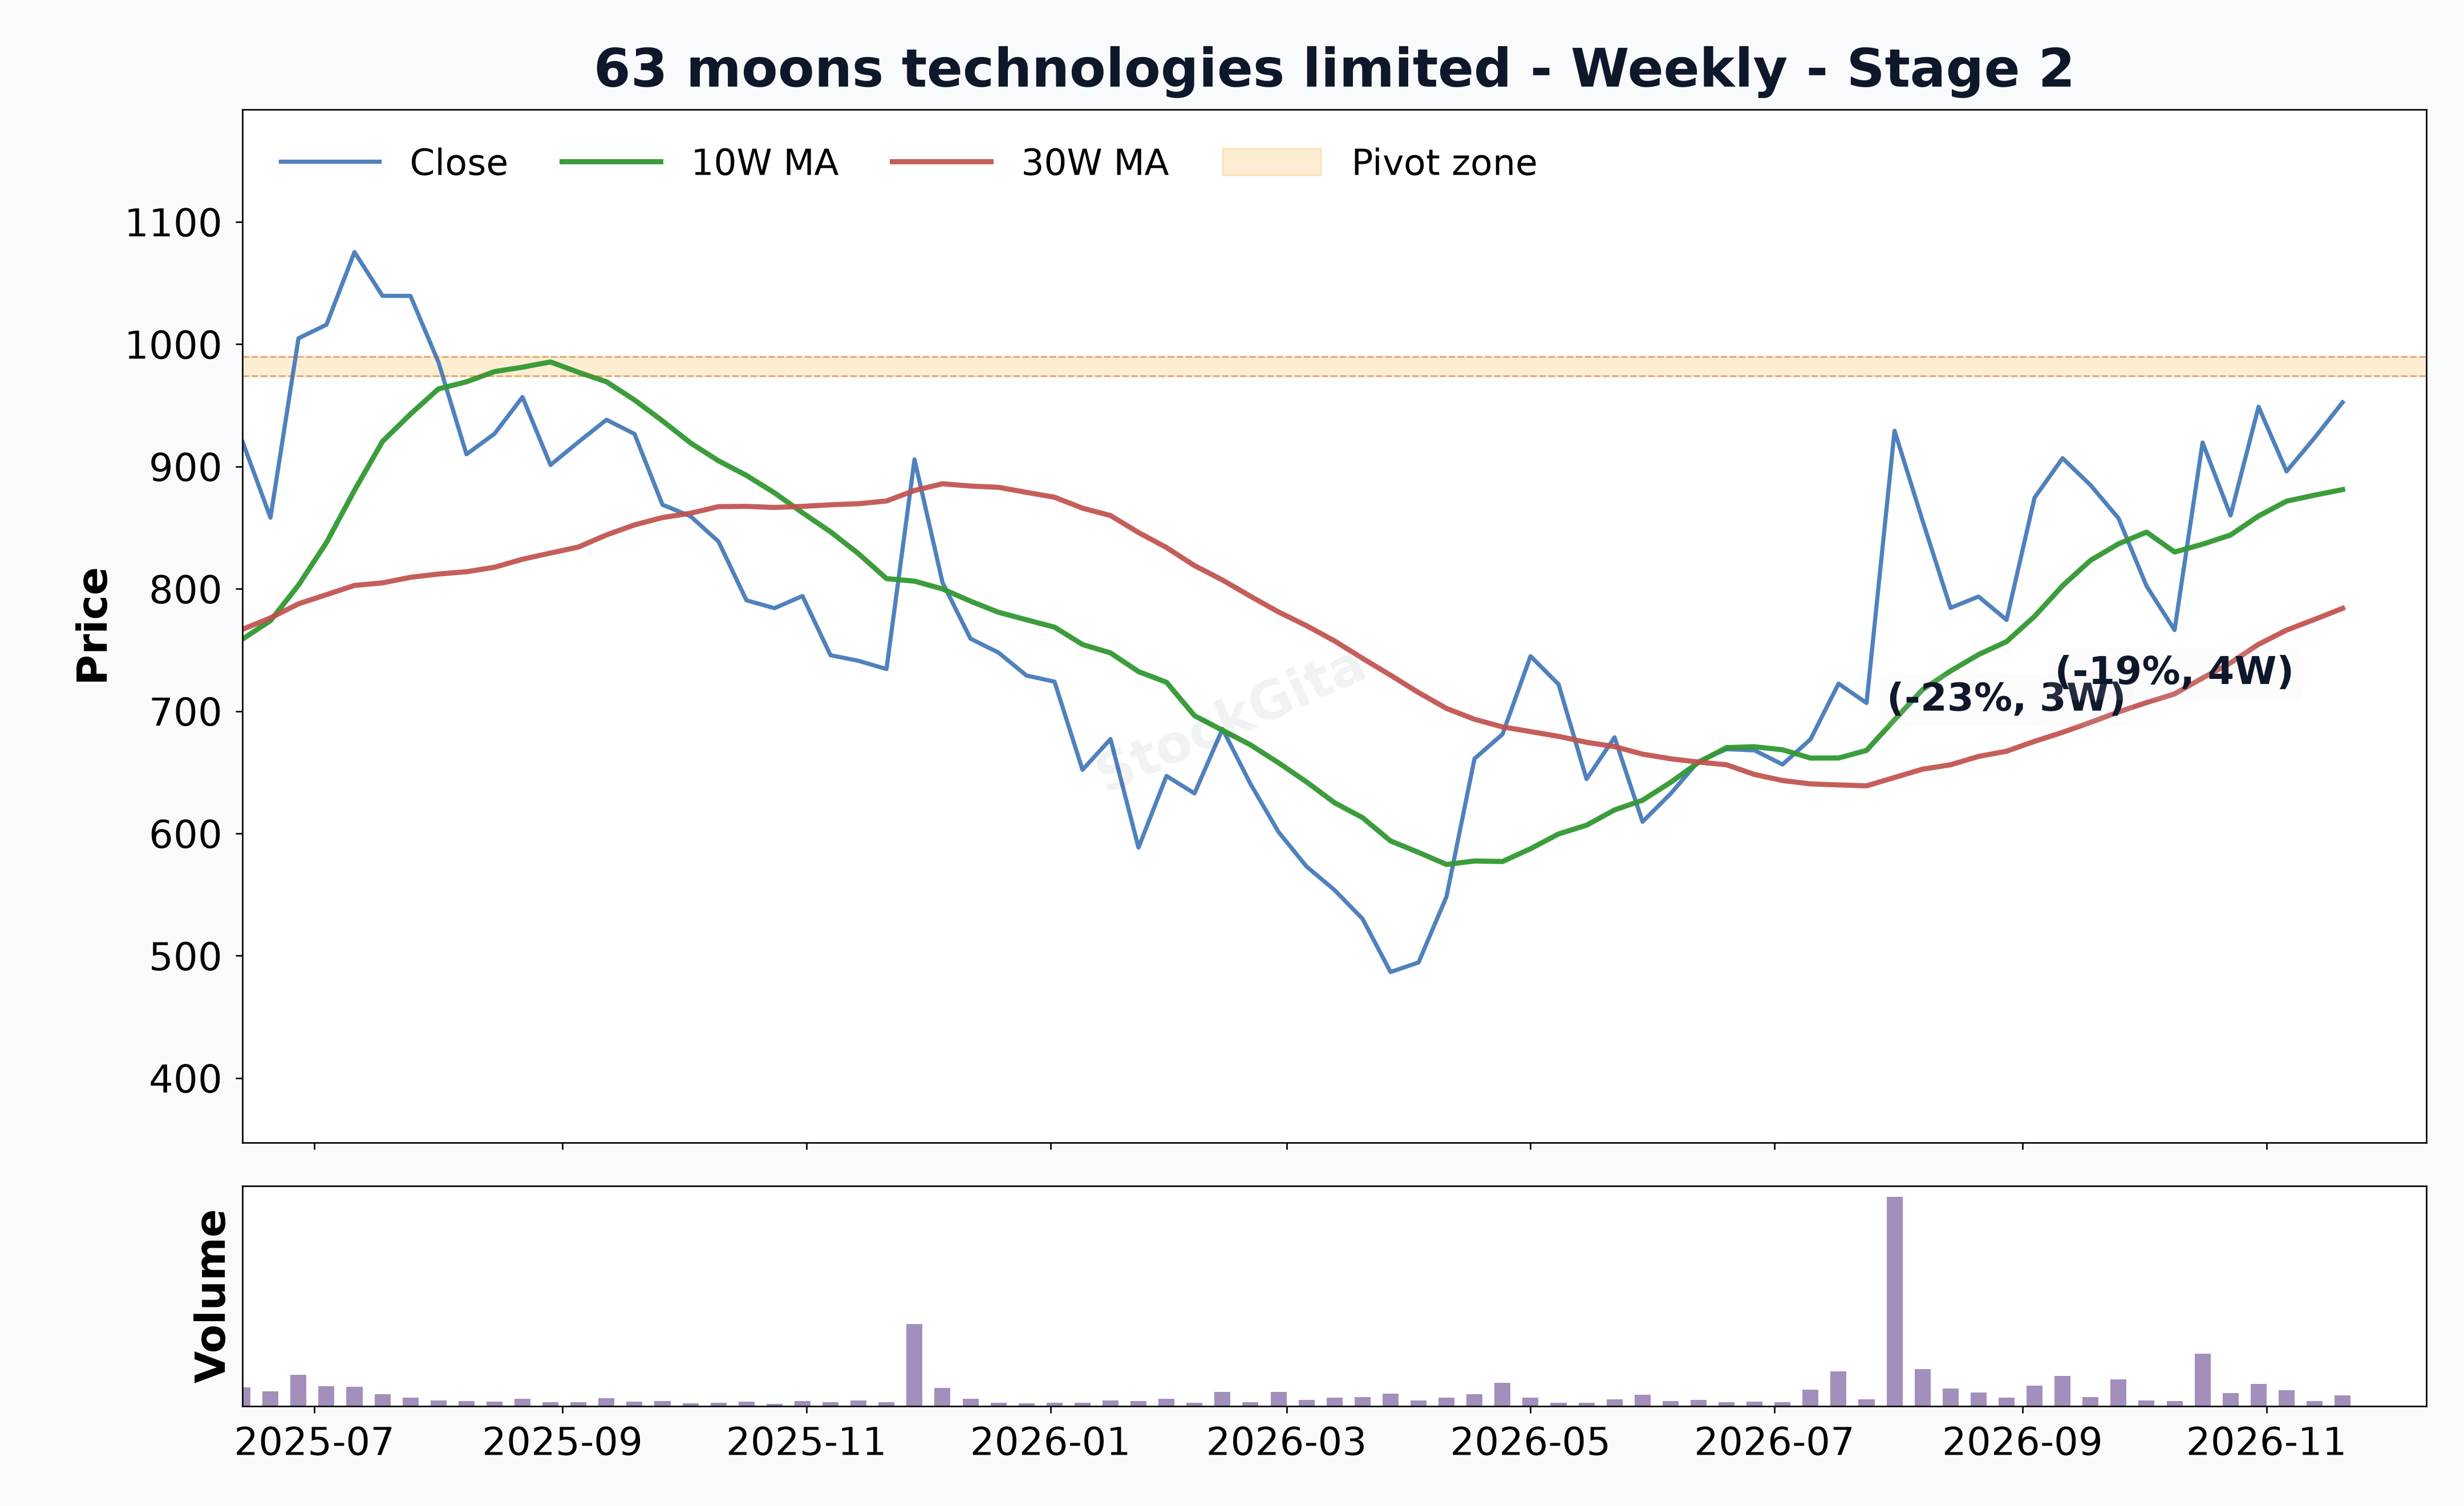 63 moons technologies limited - Weekly - Stage 2
Close 10W MA 30W MA Pivot zone
Price
1100
1000
900
800
700
600
500
400
(-19%, 4W)
(-23%, 3W)
StockGita
Volume
2025-07 2025-09 2025-11 2026-01 2026-03 2026-05 2026-07 2026-09 2026-11